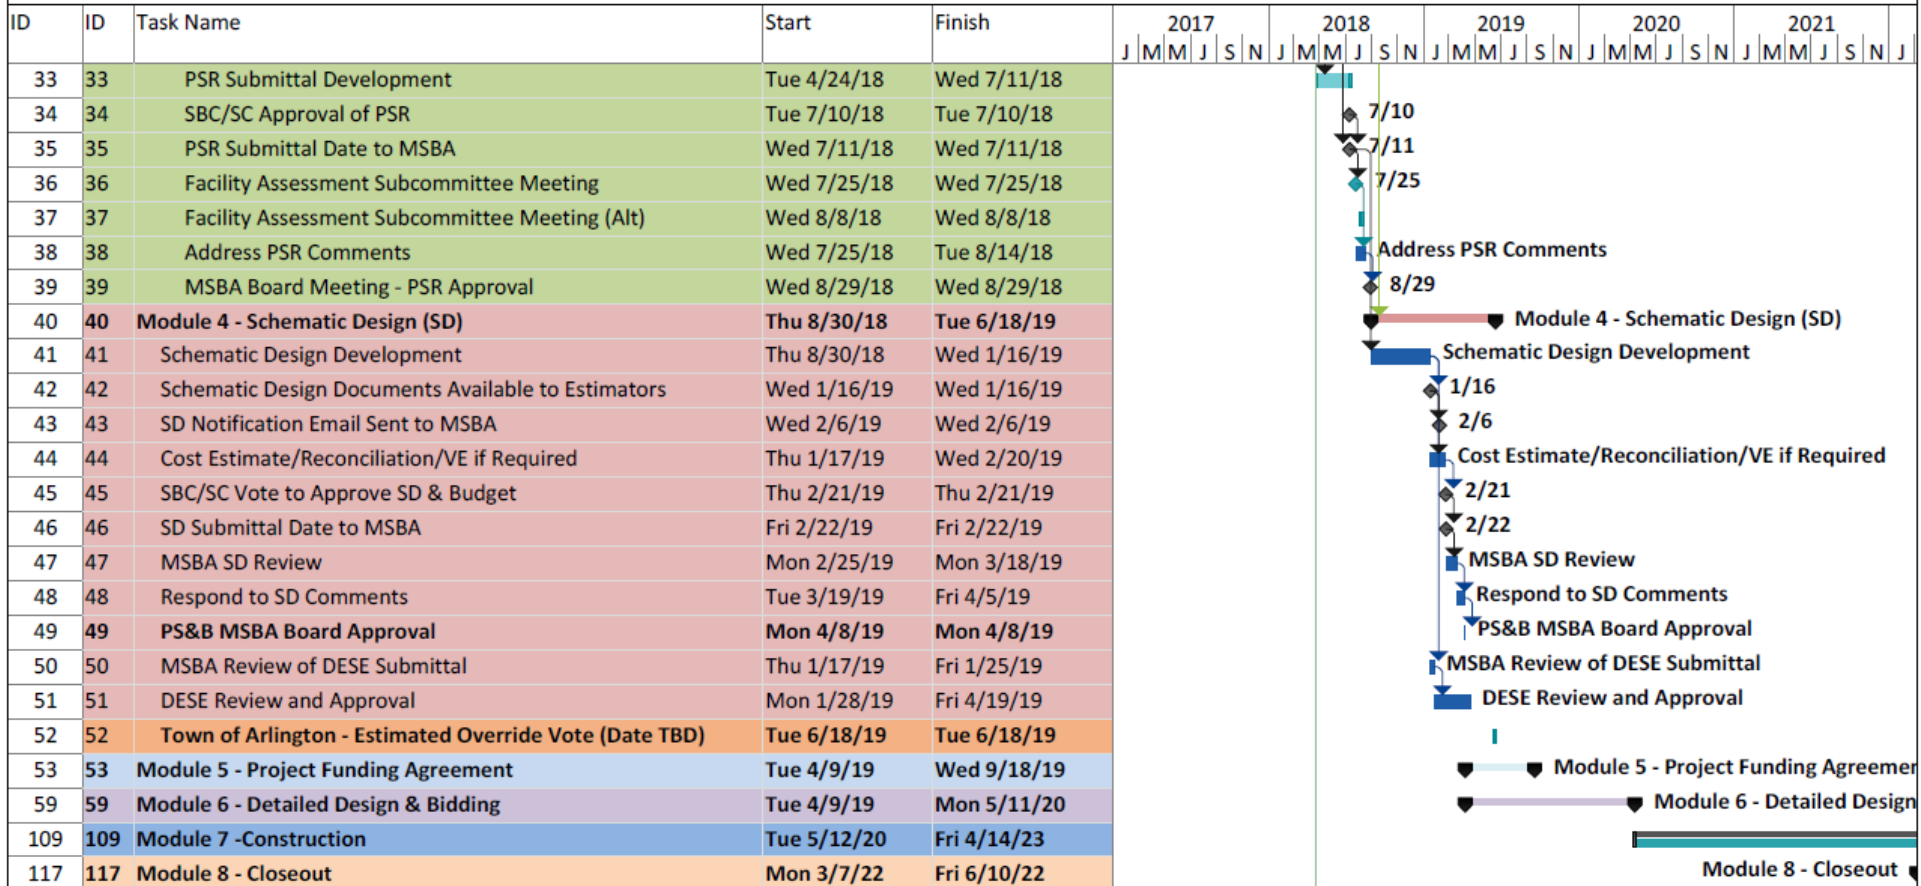 ID ID Task Name Start Finish 2017 2018 2019 2020 2021
J M M J S N J M M J S N J M M J S N J M M J S N J M M J S N J
33 33 PSR Submittal Development Tue 4/24/18 Wed 7/11/18
34 34 SBC/SC Approval of PSR Tue 7/10/18 Tue 7/10/18 7/10
35 35 PSR Submittal Date to MSBA Wed 7/11/18 Wed 7/11/18 7/11
36 36 Facility Assessment Subcommittee Meeting Wed 7/25/18 Wed 7/25/18 7/25
37 37 Facility Assessment Subcommittee Meeting (Alt) Wed 8/8/18 Wed 8/8/18
38 38 Address PSR Comments Wed 7/25/18 Tue 8/14/18 Address PSR Comments
39 39 MSBA Board Meeting - PSR Approval Wed 8/29/18 Wed 8/29/18 8/29
40 40 Module 4 - Schematic Design (SD) Thu 8/30/18 Tue 6/18/19 Module 4 - Schematic Design (SD)
41 41 Schematic Design Development Thu 8/30/18 Wed 1/16/19 Schematic Design Development
42 42 Schematic Design Documents Available to Estimators Wed 1/16/19 Wed 1/16/19 1/16
43 43 SD Notification Email Sent to MSBA Wed 2/6/19 Wed 2/6/19 2/6
44 44 Cost Estimate/Reconciliation/VE if Required Thu 1/17/19 Wed 2/20/19 Cost Estimate/Reconciliation/VE if Required
45 45 SBC/SC Vote to Approve SD & Budget Thu 2/21/19 Thu 2/21/19 2/21
46 46 SD Submittal Date to MSBA Fri 2/22/19 Fri 2/22/19 2/22
47 47 MSBA SD Review Mon 2/25/19 Mon 3/18/19 MSBA SD Review
48 48 Respond to SD Comments Tue 3/19/19 Fri 4/5/19 Respond to SD Comments
49 49 PS&B MSBA Board Approval Mon 4/8/19 Mon 4/8/19 PS&B MSBA Board Approval
50 50 MSBA Review of DESE Submittal Thu 1/17/19 Fri 1/25/19 MSBA Review of DESE Submittal
51 51 DESE Review and Approval Mon 1/28/19 Fri 4/19/19 DESE Review and Approval
52 52 Town of Arlington - Estimated Override Vote (Date TBD) Tue 6/18/19 Tue 6/18/19
53 53 Module 5 - Project Funding Agreement Tue 4/9/19 Wed 9/18/19 Module 5 - Project Funding Agreemer
59 59 Module 6 - Detailed Design & Bidding Tue 4/9/19 Mon 5/11/20 Module 6 - Detailed Design
109 109 Module 7 -Construction Tue 5/12/20 Fri 4/14/23
117 117 Module 8 - Closeout Mon 3/7/22 Fri 6/10/22 Module 8 - Closeout